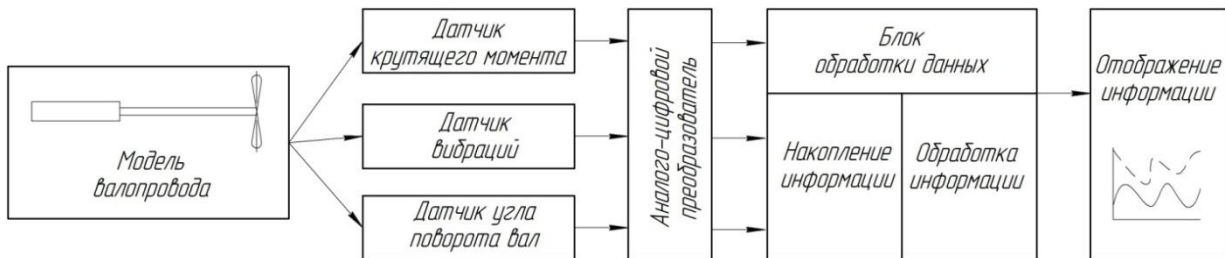 Модель
валопровода
Датчик
крутящего момента
Датчик
вибраций
Датчик угла
поворота вал
Аналого-цифровой
преобразователь
Блок
обработки данных
Накопление
информации
Обработка
информации
Отображение
информации